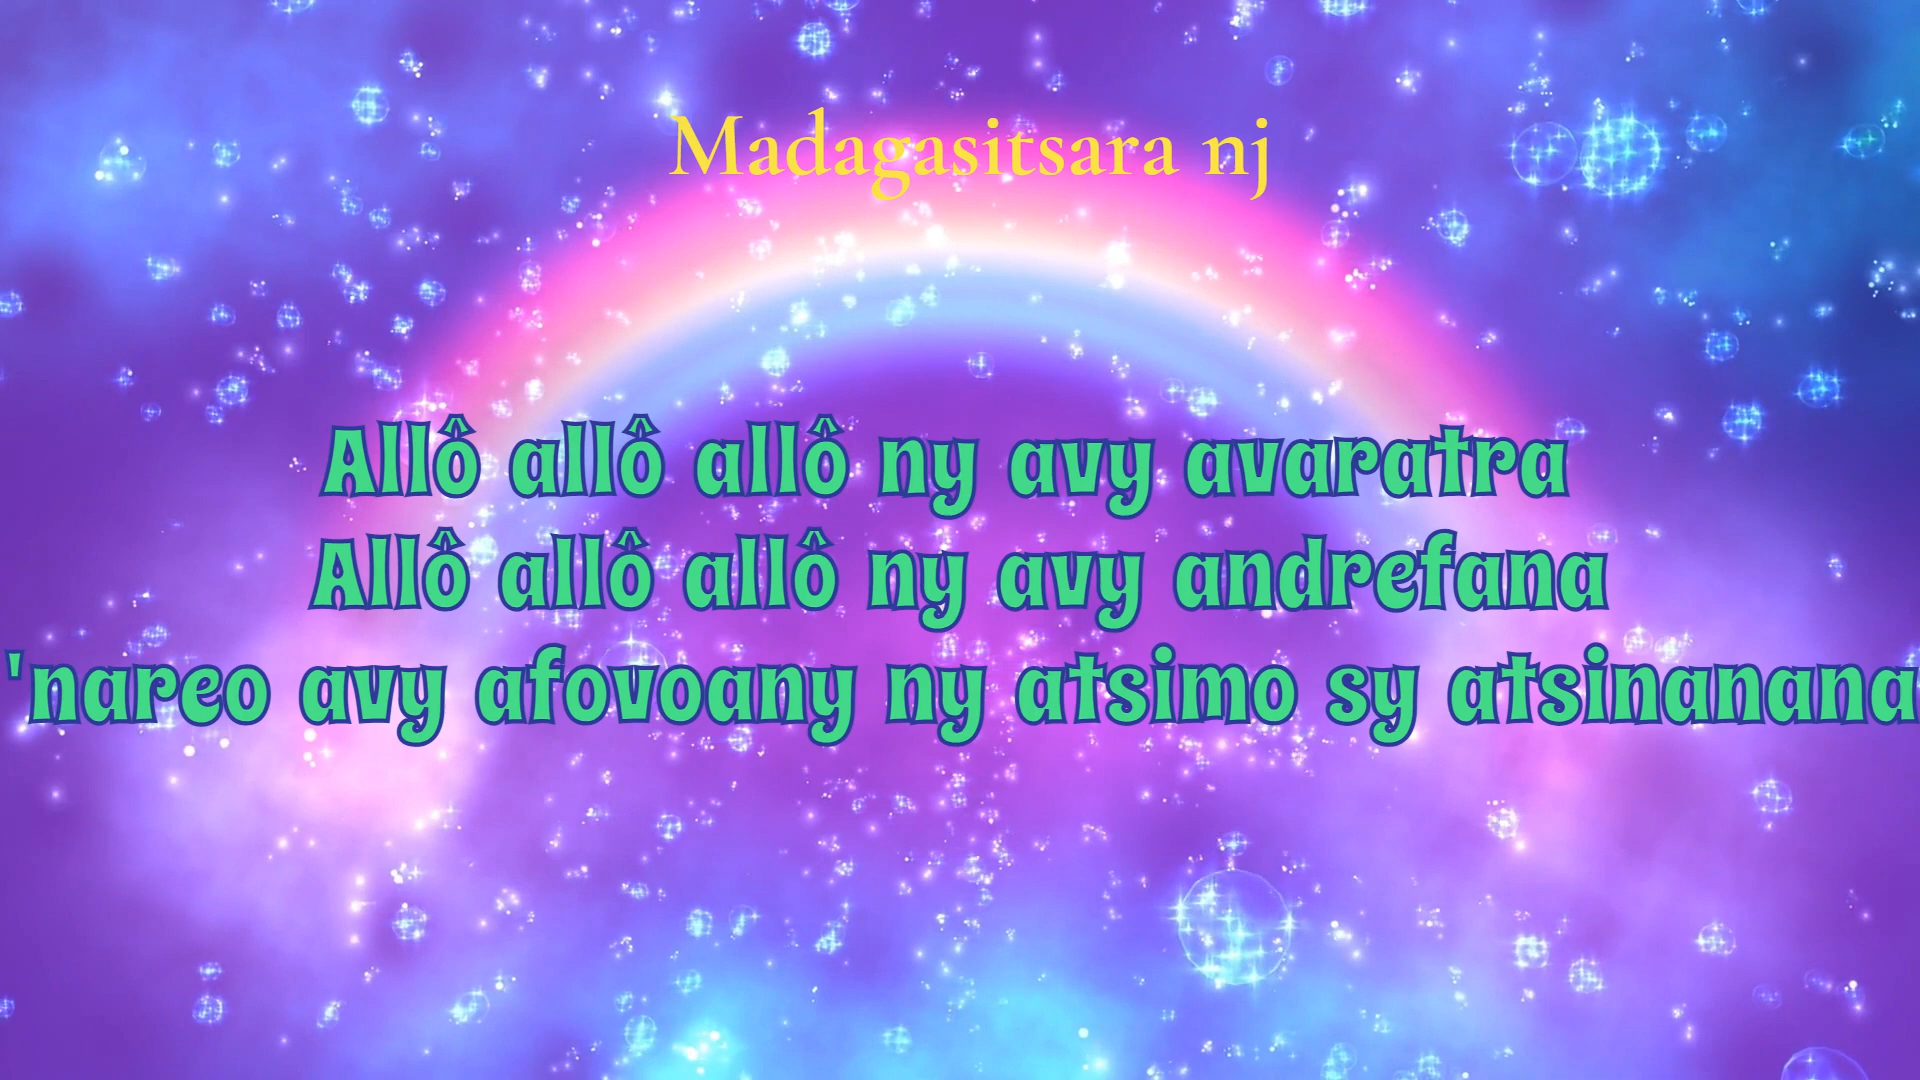 Madagasitsara nj
Allô allô allô ny avy avaratra
Allô allô allô ny avy andrefana
'nareo avy afovoany ny atsimo sy atsinanana